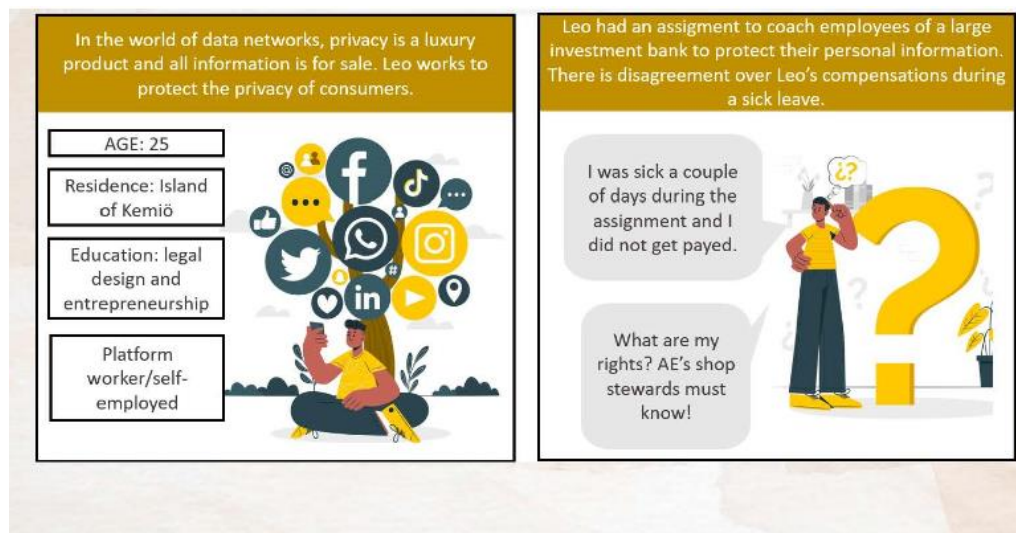 In the world of data networks, privacy is a luxury
product and all information is for sale. Leo works to
protect the privacy of consumers.
AGE: 25
Residence: Island
of Kemiö
Education: legal
design and
entrepreneurship
Platform
worker/self-
employed
Leo had an assigment to coach employees of a large
investment bank to protect their personal information.
There is disagreement over Leo's compensations during
a sick leave.
I was sick a couple
of days during the
assignment and I
did not get payed.
What are my
rights? AE's shop
stewards must
know!